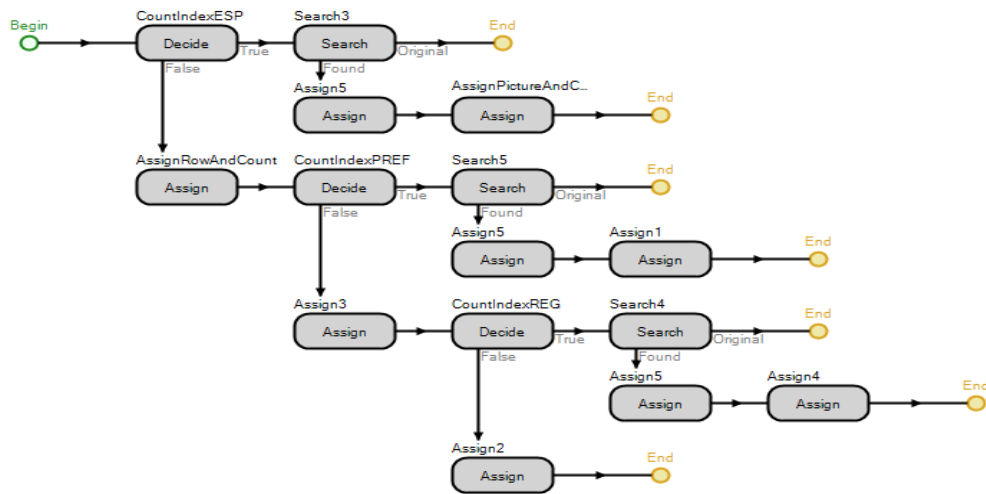 CountIndexESP
Search3
Begin
End
Decide
True
Search
Original
False
Found
Assign5
AssignPictureAndC...
End
Assign
Assign
AssignRowAndCount
CountIndexPREF
Search5
End
Assign
Decide
True
Search
Original
False
Found
Assign5
Assign1
End
Assign
Assign
Assign3
CountIndexREG
Search4
End
Assign
Decide
True
Search
Original
False
Found
Assign5
Assign4
End
Assign
Assign
Assign2
End
Assign